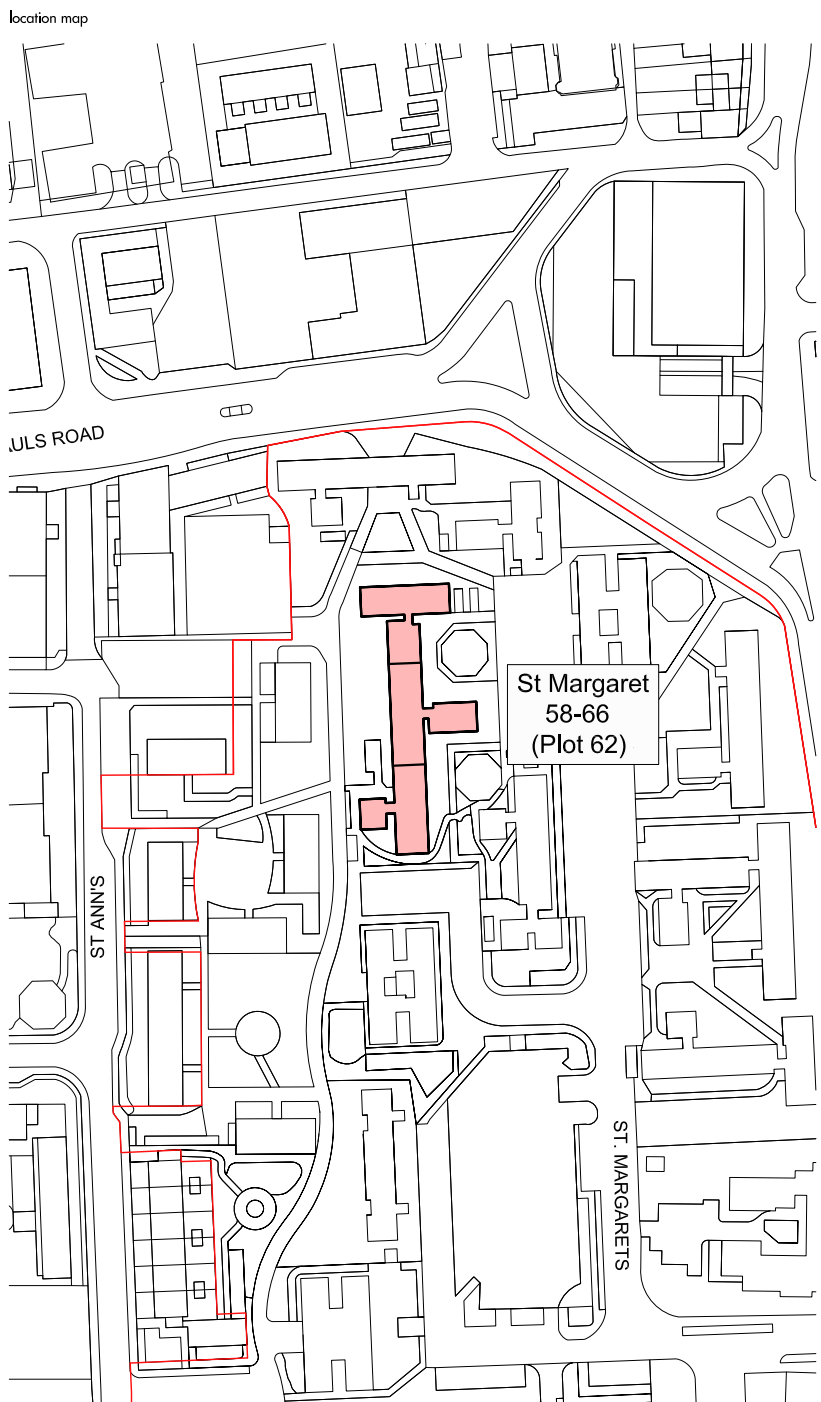 location map
AULS ROAD
St Margaret
58-66
(Plot 62)
ST ANN'S
ST. MARGARETS